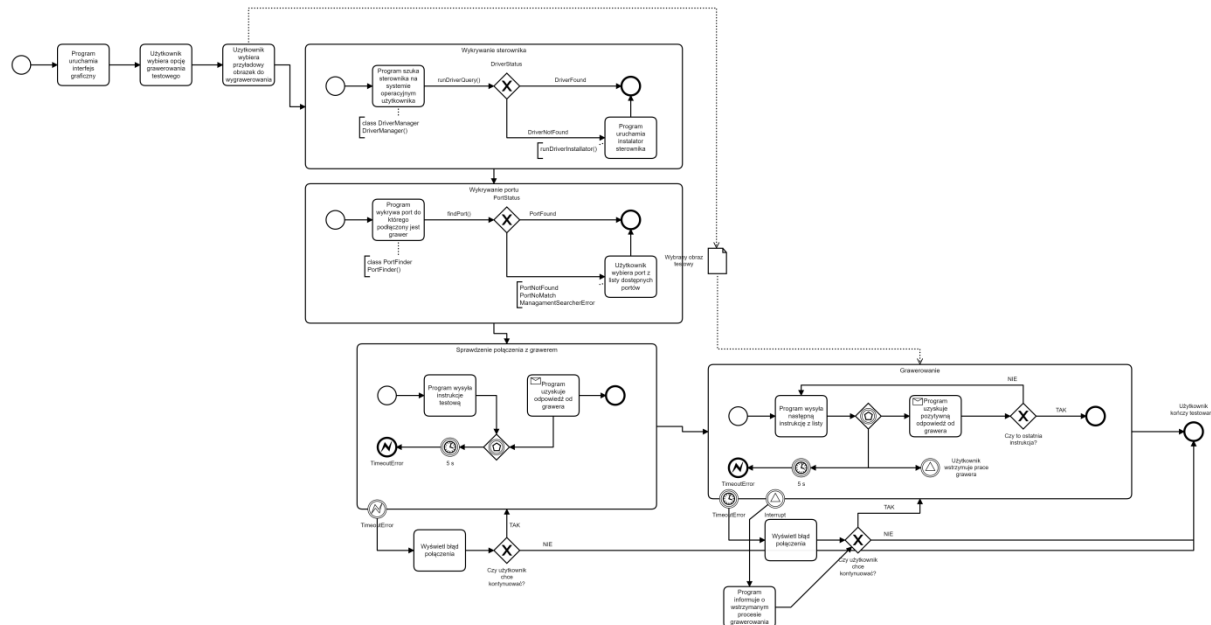 Program
uruchamia
interfejs
graficzny
Użytkownik
wybiera opcję
grawerowania
testowego
Użytkownik
wybiera
przykładowy
obrazek do
wygrawerowania
Wykrywanie sterownika
Program szuka
sterownika na
systemie
operacyjnym
użytkownika
class DriverManager
DriverManager()
runDriverQuery()
DriverStatus
DriverFound
DriverNotFound
runDriverInstallator()
Program
uruchamia
instalator
sterownika
Wykrywanie portu
Program
wykrywa port do
którego
podłączony jest
grawer
class PortFinder
PortFinder()
findPort()
PortStatus
PortFound
PortNotFound
PortNoMatch
ManagamentSearcherError
Użytkownik
wybiera port z
listy dostępnych
portów
Wybrany obraz
testowy
Sprawdzenie połączenia z grawerem
Program wysyła
instrukcje
testową
Program
uzyskuje
odpowiedź od
grawera
TimeoutError
5 s
TimeoutError
Wyświetl błąd
połączenia
TAK
NIE
Czy użytkownik
chce
kontynuować?
Grawerowanie
NIE
Program wysyła
następną
instrukcję z listy
Program
uzyskuje
pozytywną
odpowiedź od
grawera
Czy to ostatnia
instrukcja?
TAK
TimeoutError
5 s
Użytkownik
wstrzymuje prace
grawera
TimeoutError
Interrupt
Wyświetl błąd
połączenia
TAK
NIE
Czy użytkownik
chce
kontynuować?
Program
informuje o
wstrzymanym
procesie
grawerowania
Użytkownik
kończy testowanie